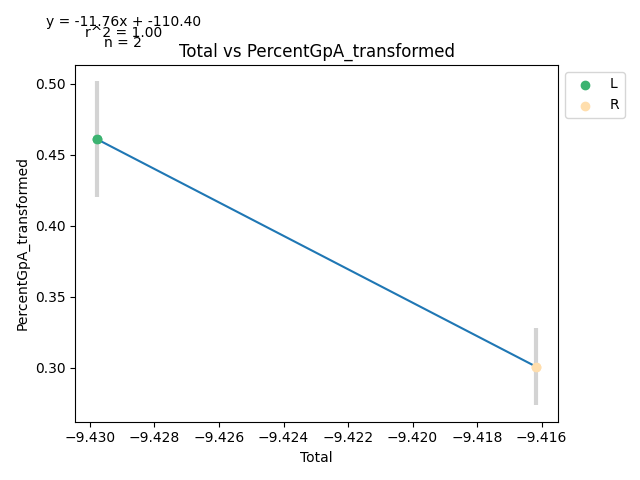 y = -11.76x + -110.40
r^2 = 1.00
n = 2
Total vs PercentGpA_transformed
L
R
PercentGpA_transformed
0.50
0.45
0.40
0.35
0.30
−9.430 −9.428 −9.426 −9.424 −9.422 −9.420 −9.418 −9.416
Total